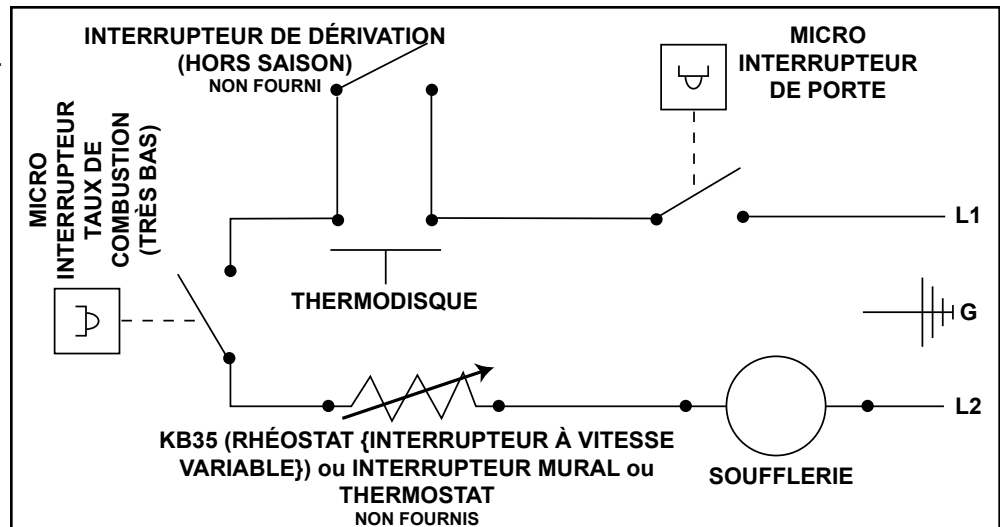 INTERRUPTEUR DE DÉRIVATION
(HORS SAISON)
NON FOURNI
MICRO
INTERRUPTEUR
DE PORTE
MICRO
INTERRUPTEUR
TAUX DE
COMBUSTION
(TRÈS BAS)
L1
THERMODISQUE
G
L2
KB35 (RHÉOSTAT {INTERRUPTEUR À VITESSE
VARIABLE}) ou INTERRUPTEUR MURAL ou
THERMOSTAT
NON FOURNIS
SOUFFLERIE